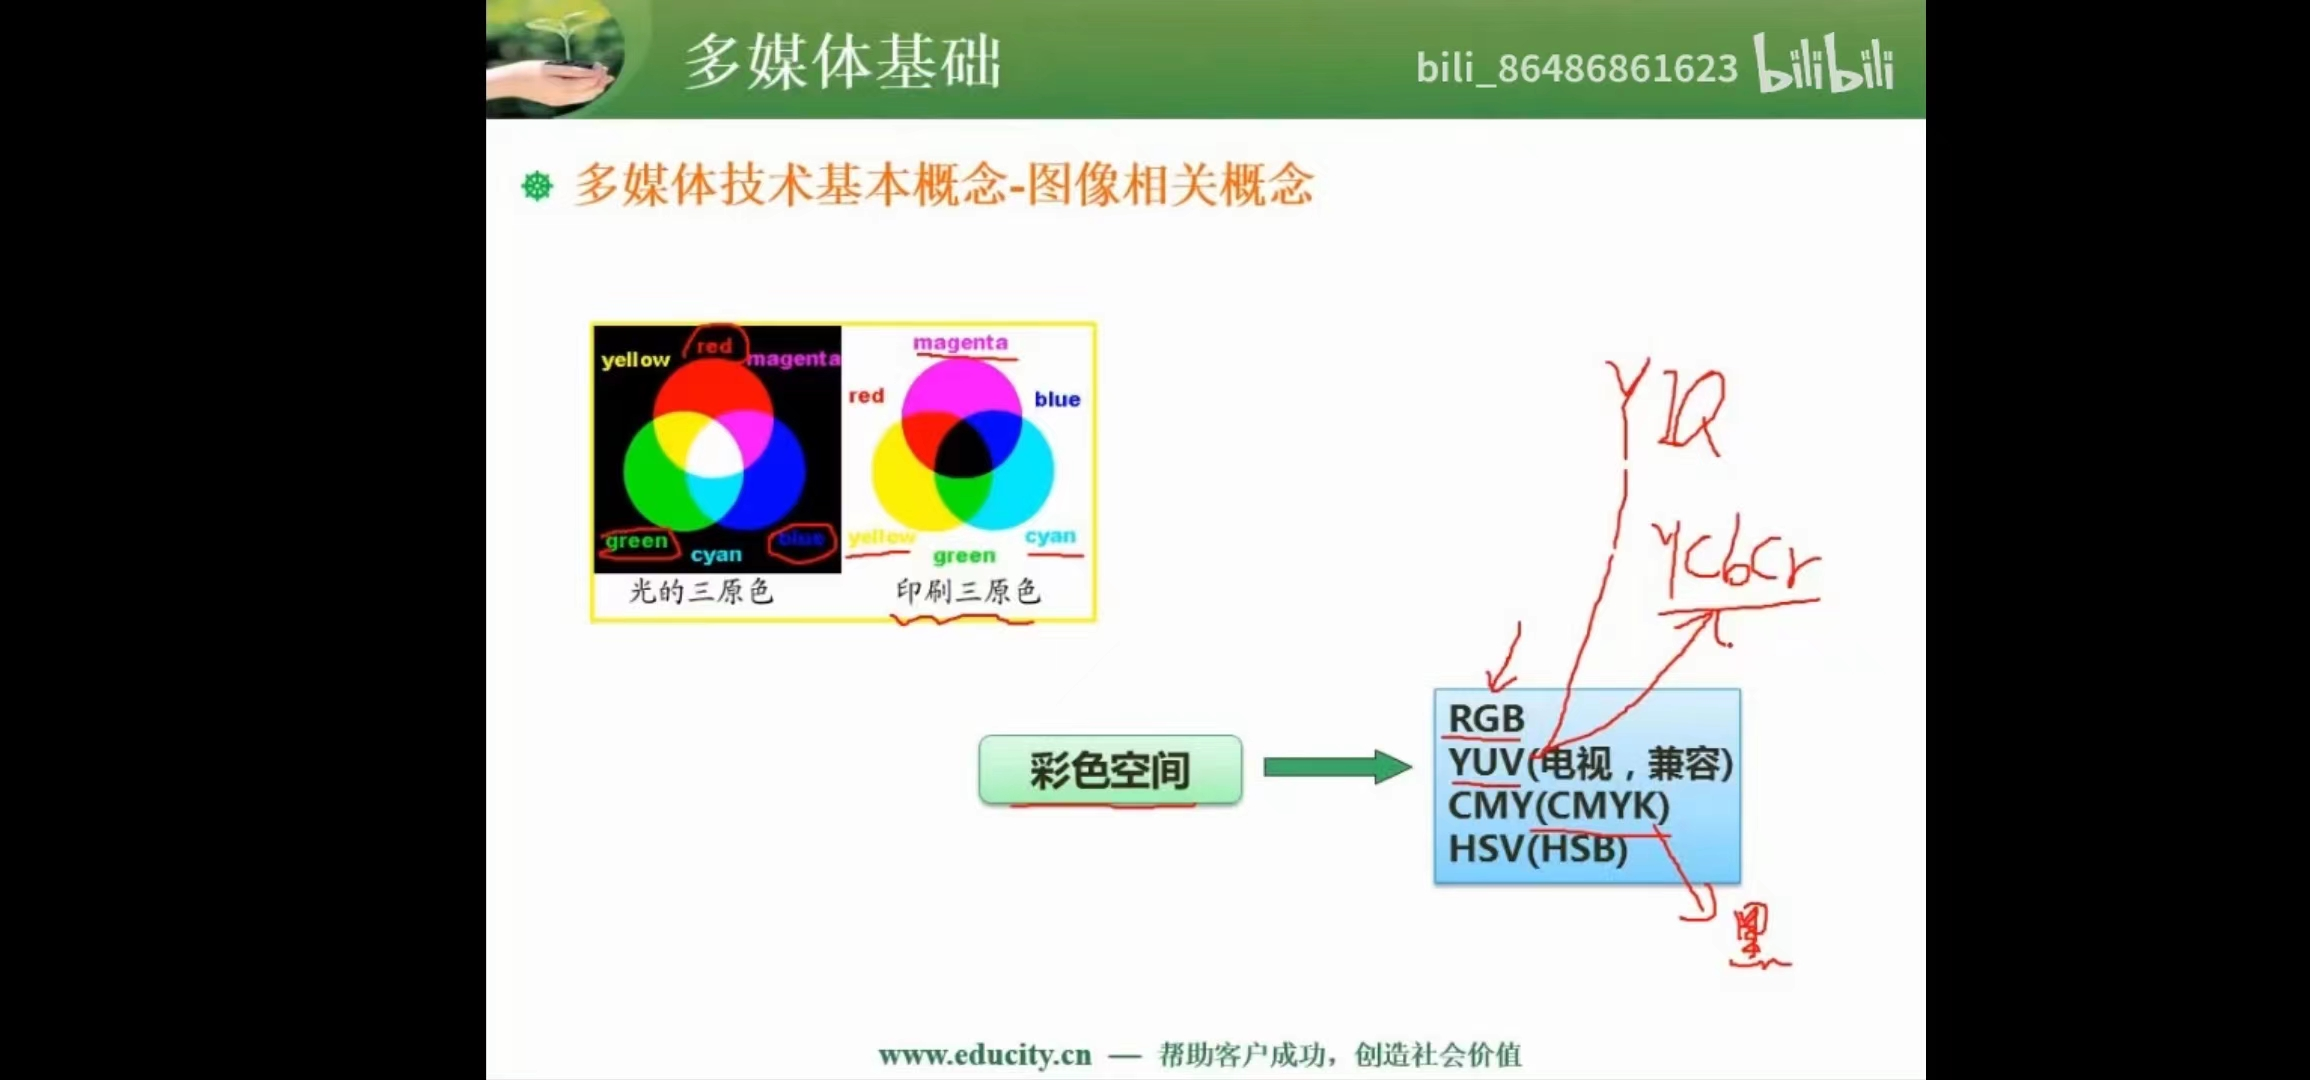 多媒体基础
bili_86486861623 bilibili
多媒体技术基本概念-图像相关概念
yellow red magenta
green cyan blue
光的三原色
magenta
red blue
yellow green cyan
印刷三原色
YIQ
YCbCr
彩色空间
RGB
YUV(电视，兼容)
CMY(CMYK)
HSV(HSB)
黑
www.educity.cn — 帮助客户成功，创造社会价值